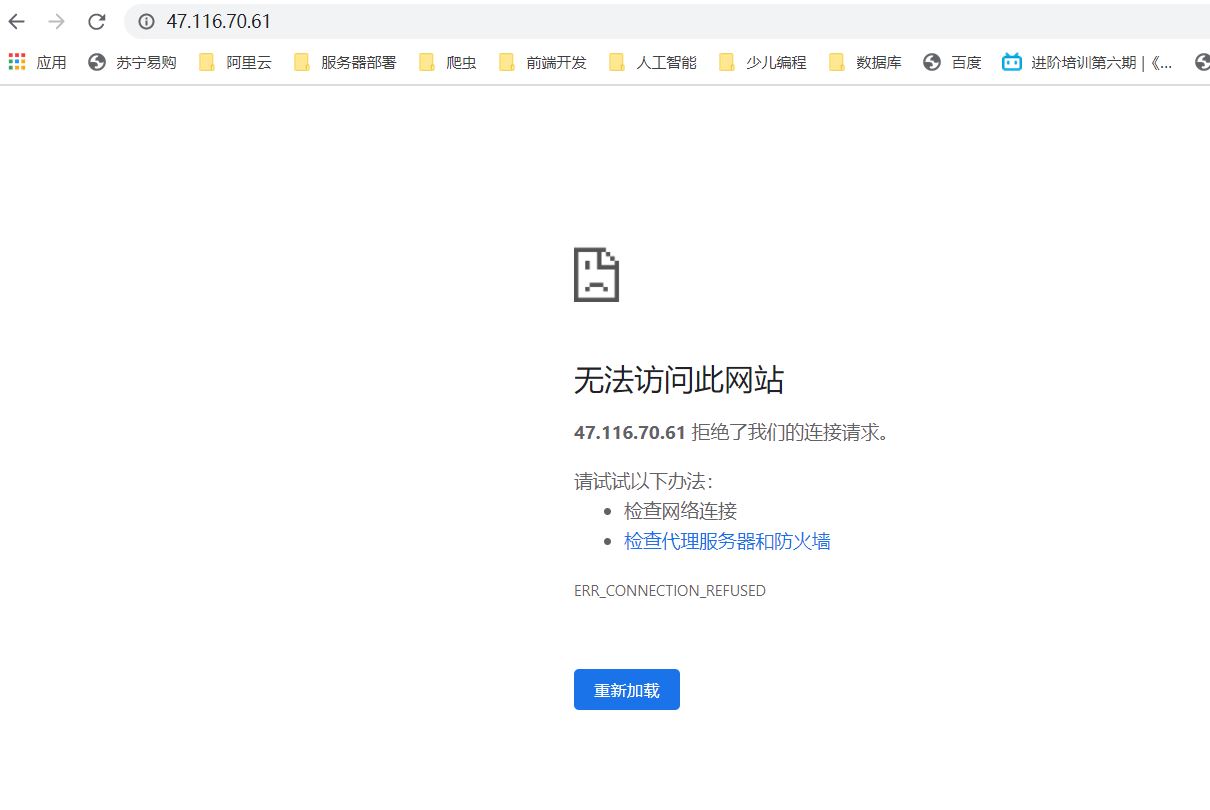 47.116.70.61
应用 苏宁易购 阿里云 服务器部署 爬虫 前端开发 人工智能 少儿编程 数据库 百度 进阶培训第六期 | 《...
无法访问此网站
47.116.70.61 拒绝了我们的连接请求。
请试试以下办法：
检查网络连接
检查代理服务器和防火墙
ERR_CONNECTION_REFUSED
重新加载